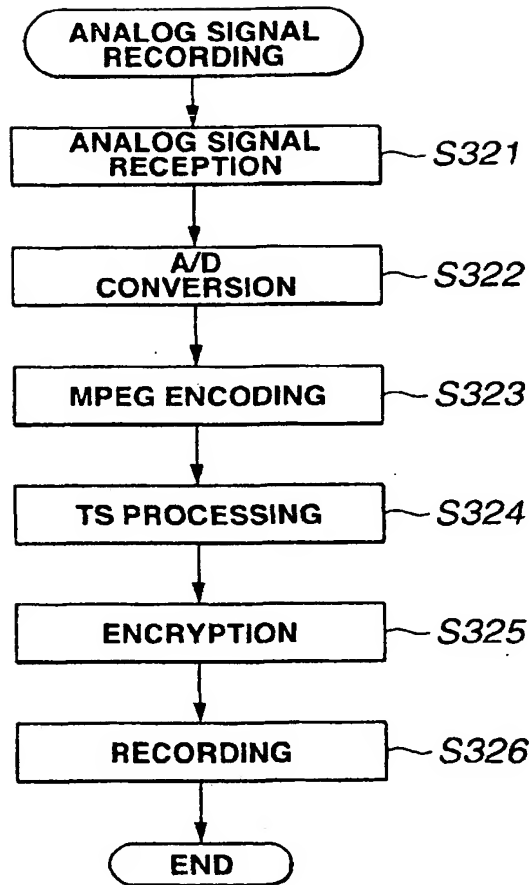 ANALOG SIGNAL
RECORDING
ANALOG SIGNAL
RECEPTION
S321
A/D
CONVERSION
S322
MPEG ENCODING
S323
TS PROCESSING
S324
ENCRYPTION
S325
RECORDING
S326
END